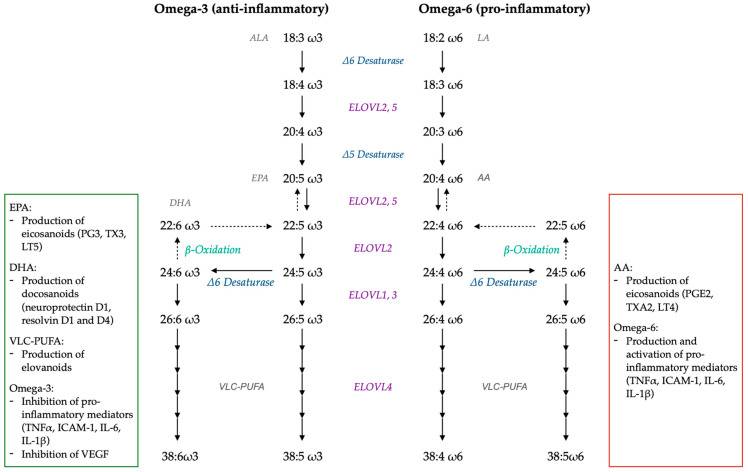 Omega-3 (anti-inflammatory) Omega-6 (pro-inflammatory)
ALA 18:3 ω3 18:2 ω6 LA
Δ6 Desaturase
18:4 ω3 18:3 ω6
ELOVL2, 5
20:4 ω3 20:3 ω6
Δ5 Desaturase
EPA 20:5 ω3 20:4 ω6 AA
ELOVL2, 5
DHA
22:6 ω3 22:5 ω3 22:4 ω6 22:5 ω6
β-Oxidation ELOVL2 β-Oxidation
24:6 ω3 24:5 ω3 24:4 ω6 24:5 ω6
Δ6 Desaturase ELOVL1, 3 Δ6 Desaturase
26:6 ω3 26:5 ω3 26:4 ω6 26:5 ω6
VLC-PUFA ELOVL4 VLC-PUFA
38:6ω3 38:5 ω3 38:4 ω6 38:5ω6
EPA:
- Production of
eicosanoids (PG3, TX3,
LT5)
DHA:
- Production of
docosanoids
(neuroprotectin D1,
resolvin D1 and D4)
VLC-PUFA:
- Production of
elovanoids
Omega-3:
- Inhibition of pro-
inflammatory mediators
(TNFα, ICAM-1, IL-6,
IL-1β)
- Inhibition of VEGF
AA:
- Production of
eicosanoids (PGE2,
TXA2, LT4)
Omega-6:
- Production and
activation of pro-
inflammatory mediators
(TNFα, ICAM-1, IL-6,
IL-1β)